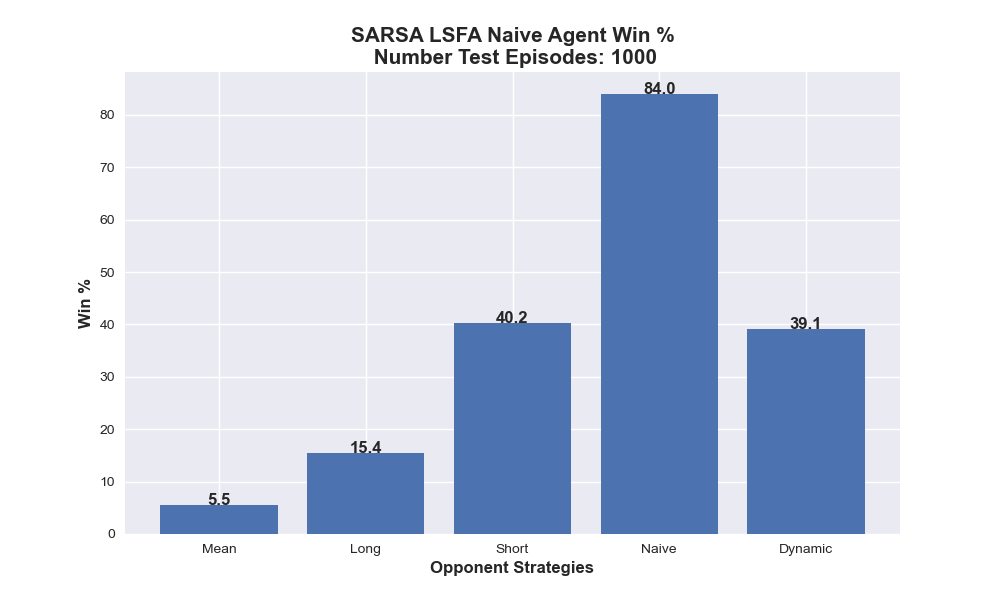 SARSA LSFA Naive Agent Win %
Number Test Episodes: 1000
84.0
80
70
60
50
Win %
40
40.2
39.1
30
20
15.4
10
5.5
0
Mean Long Short Naive Dynamic
Opponent Strategies